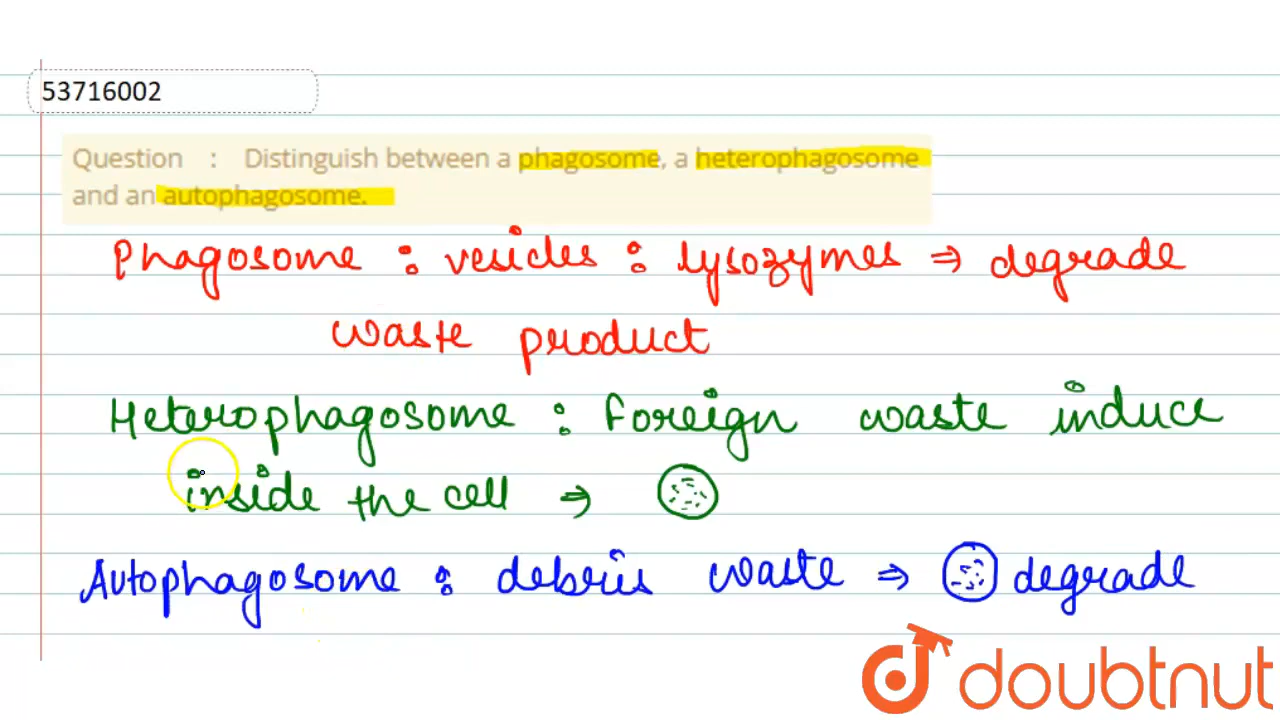 53716002
Question : Distinguish between a phagosome, a heterophagosome
and an autophagosome.
Phagosome : vesicles : lysozymes ⇒ degrade
waste product
Heterophagosome : Foreign waste induce
inside the cell ⇒
Autophagosome : debris waste ⇒ degrade
doubtnut